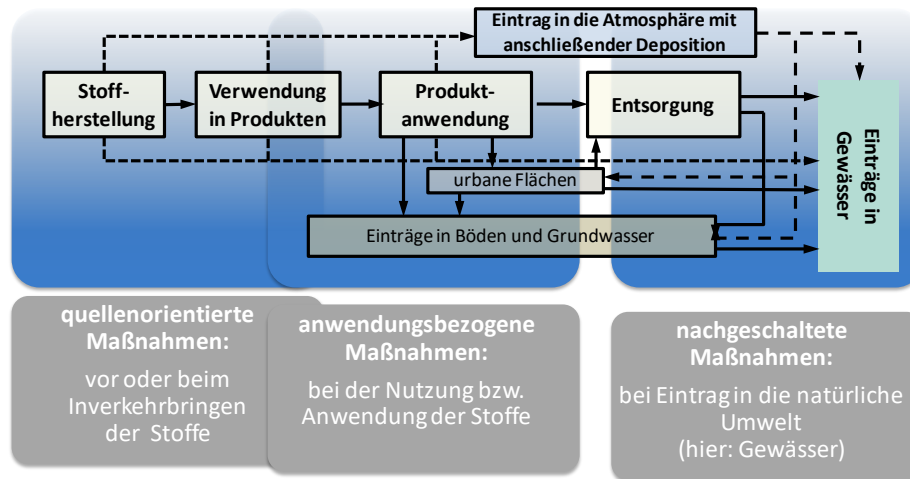 Eintrag in die Atmosphäre mit
anschließender Deposition
Stoff-
herstellung
Verwendung
in Produkten
Produkt-
anwendung
Entsorgung
Einträge in
Gewässer
urbane Flächen
Einträge in Böden und Grundwasser
quellenorientierte
Maßnahmen:
vor oder beim
Inverkehrbringen
der Stoffe
anwendungsbezogene
Maßnahmen:
bei der Nutzung bzw.
Anwendung der Stoffe
nachgeschaltete
Maßnahmen:
bei Eintrag in die natürliche
Umwelt
(hier: Gewässer)